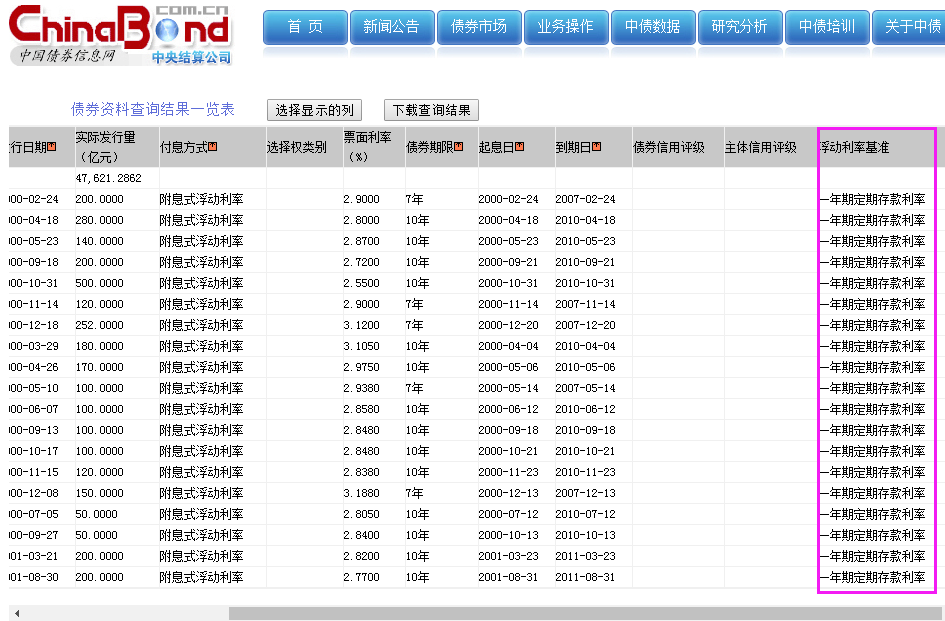 ChinaBond
com.cn
中国债券信息网 中央结算公司
首 页 新闻公告 债券市场 业务操作 中债数据 研究分析 中债培训 关于中债
债券资料查询结果一览表 选择显示的列 下载查询结果
行日期 实际发行量（亿元） 付息方式 选择权类别 票面利率（%） 债券期限 起息日 到期日 债券信用评级 主体信用评级 浮动利率基准
47,621.2862
00-02-24 200.0000 附息式浮动利率 2.9000 7年 2000-02-24 2007-02-24 一年期定期存款利率
00-04-18 280.0000 附息式浮动利率 2.8000 10年 2000-04-18 2010-04-18 一年期定期存款利率
00-05-23 140.0000 附息式浮动利率 2.8700 10年 2000-05-23 2010-05-23 一年期定期存款利率
00-09-18 200.0000 附息式浮动利率 2.7200 10年 2000-09-21 2010-09-21 一年期定期存款利率
00-10-31 500.0000 附息式浮动利率 2.5500 10年 2000-10-31 2010-10-31 一年期定期存款利率
00-11-14 120.0000 附息式浮动利率 2.9000 7年 2000-11-14 2007-11-14 一年期定期存款利率
00-12-18 252.0000 附息式浮动利率 3.1200 7年 2000-12-20 2007-12-20 一年期定期存款利率
00-03-29 180.0000 附息式浮动利率 3.1050 10年 2000-04-04 2010-04-04 一年期定期存款利率
00-04-26 170.0000 附息式浮动利率 2.9750 10年 2000-05-06 2010-05-06 一年期定期存款利率
00-05-10 100.0000 附息式浮动利率 2.9380 7年 2000-05-14 2007-05-14 一年期定期存款利率
00-06-07 100.0000 附息式浮动利率 2.8580 10年 2000-06-12 2010-06-12 一年期定期存款利率
00-09-13 100.0000 附息式浮动利率 2.8480 10年 2000-09-18 2010-09-18 一年期定期存款利率
00-10-17 100.0000 附息式浮动利率 2.8480 10年 2000-10-21 2010-10-21 一年期定期存款利率
00-11-15 120.0000 附息式浮动利率 2.8380 10年 2000-11-23 2010-11-23 一年期定期存款利率
00-12-08 150.0000 附息式浮动利率 3.1880 7年 2000-12-13 2007-12-13 一年期定期存款利率
00-07-05 50.0000 附息式浮动利率 2.8050 10年 2000-07-12 2010-07-12 一年期定期存款利率
00-09-27 50.0000 附息式浮动利率 2.8400 10年 2000-10-13 2010-10-13 一年期定期存款利率
01-03-21 200.0000 附息式浮动利率 2.8200 10年 2001-03-23 2011-03-23 一年期定期存款利率
01-08-30 200.0000 附息式浮动利率 2.7700 10年 2001-08-31 2011-08-31 一年期定期存款利率